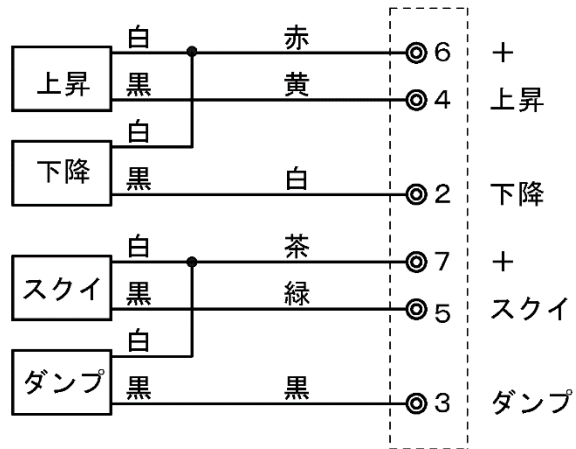 白 赤 6 +
上昇 黒 黄 4 上昇
白
下降 黒 白 2 下降
白 茶 7 +
スクイ 黒 緑 5 スクイ
白
ダンプ 黒 黒 3 ダンプ